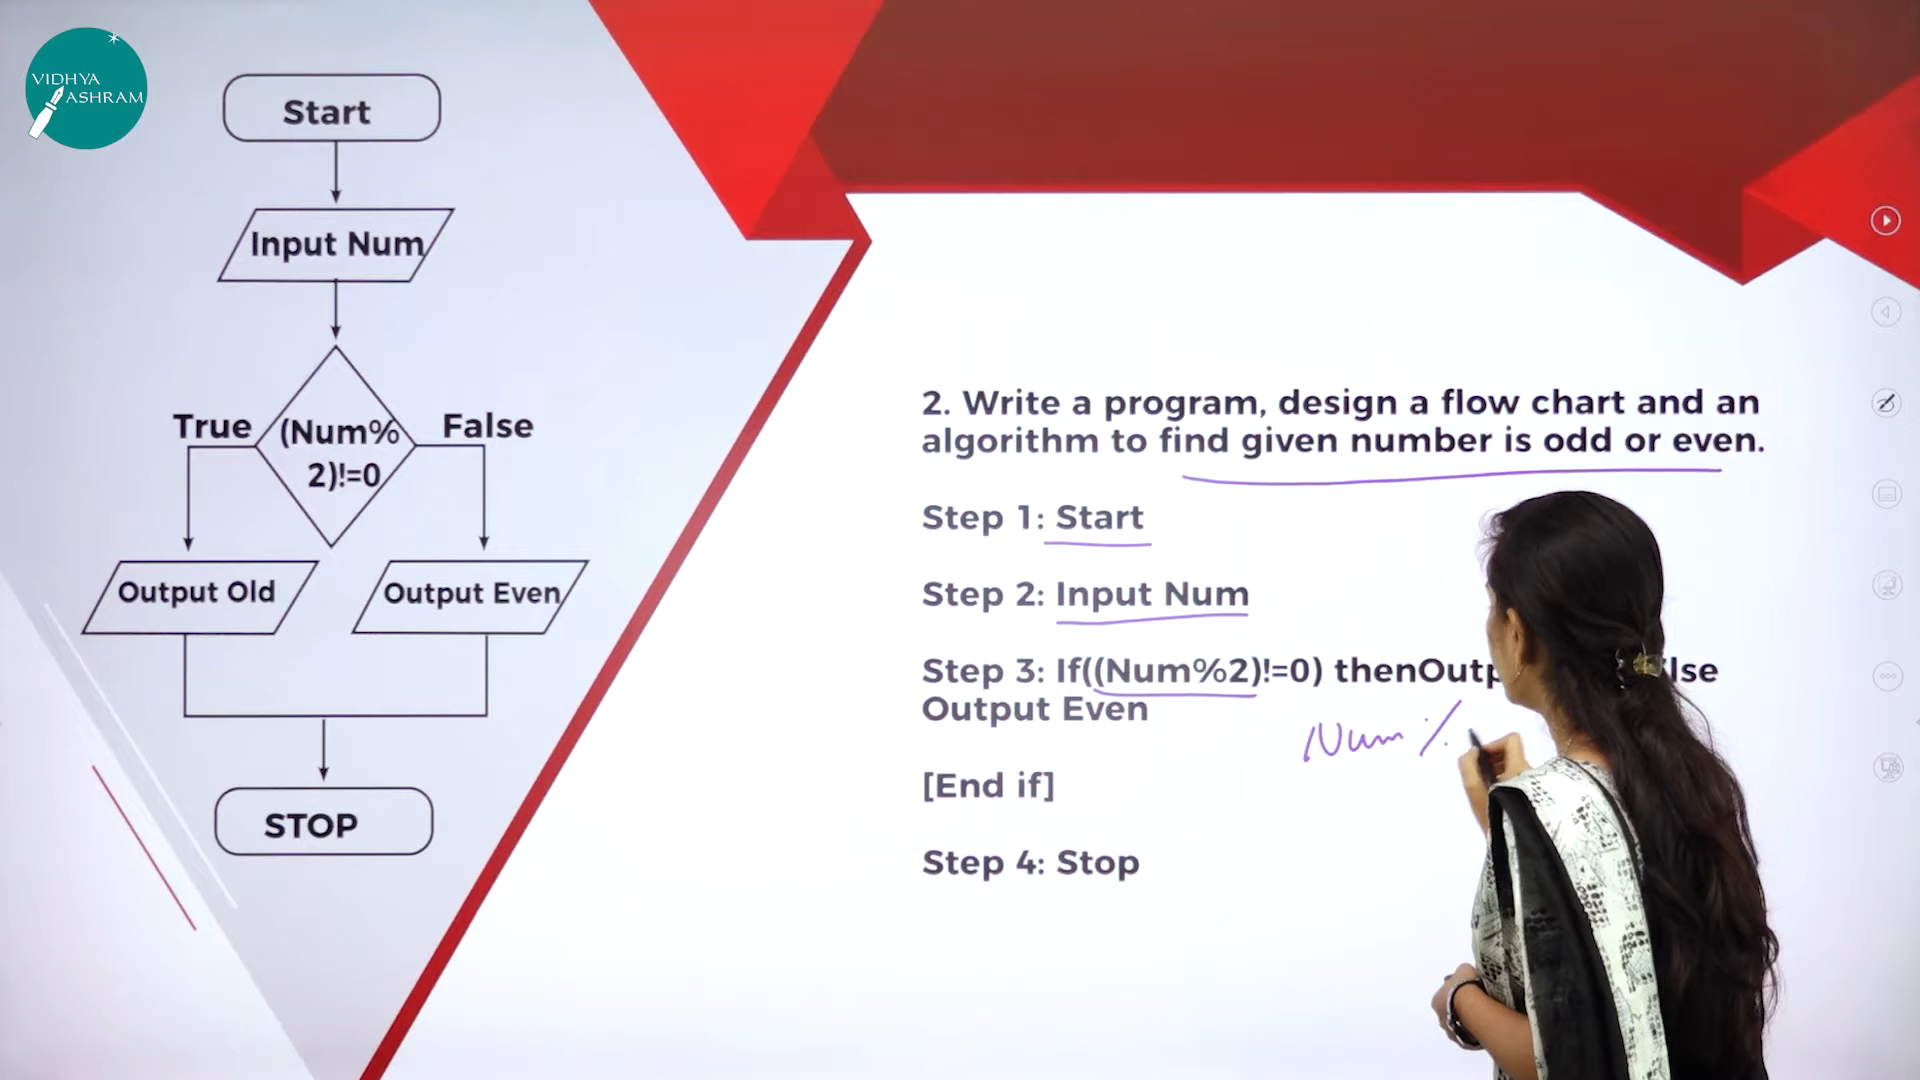 VIDHYA
ASHRAM
Start
Input Num
True
(Num%
2)!=0
False
Output Old
Output Even
STOP
2. Write a program, design a flow chart and an
algorithm to find given number is odd or even.
Step 1: Start
Step 2: Input Num
Step 3: If((Num%2)!=0) thenOutp lse
Output Even
Num %
[End if]
Step 4: Stop